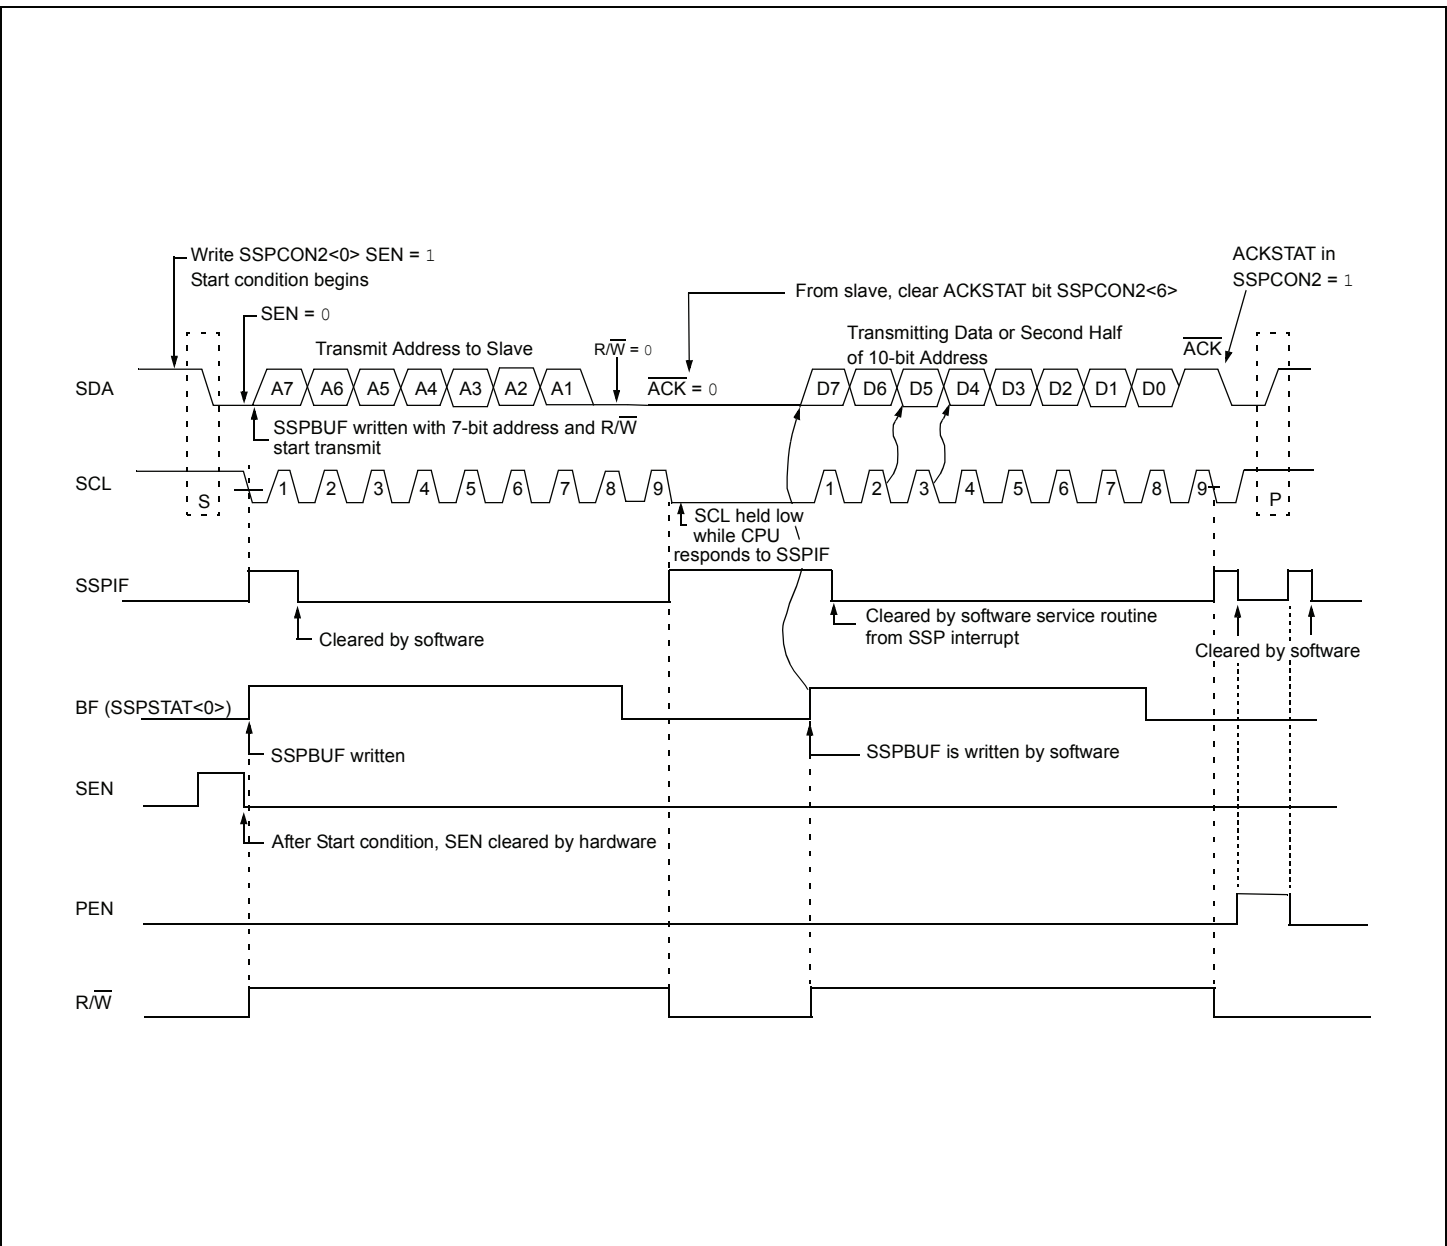 Write SSPCON2<0> SEN = 1
Start condition begins
ACKSTAT in
SSPCON2 = 1
From slave, clear ACKSTAT bit SSPCON2<6>
SEN = 0
Transmit Address to Slave
R/W̅ = 0
Transmitting Data or Second Half
of 10-bit Address
A̅C̅K̅
SDA
A7 A6 A5 A4 A3 A2 A1
A̅C̅K̅ = 0
D7 D6 D5 D4 D3 D2 D1 D0
SSPBUF written with 7-bit address and R/W̅
start transmit
SCL
S
1 2 3 4 5 6 7 8 9
1 2 3 4 5 6 7 8 9
P
SCL held low
while CPU
responds to SSPIF
SSPIF
Cleared by software
Cleared by software service routine
from SSP interrupt
Cleared by software
BF (SSPSTAT<0>)
SSPBUF written
SSPBUF is written by software
SEN
After Start condition, SEN cleared by hardware
PEN
R/W̅